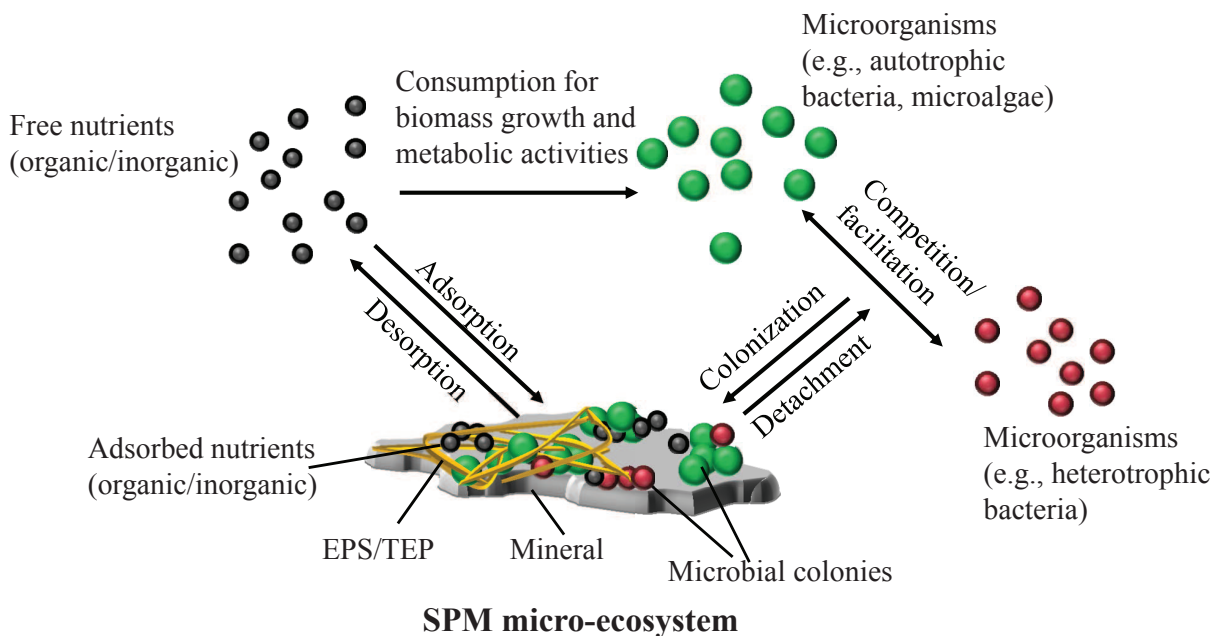 Free nutrients
(organic/inorganic)
Consumption for
biomass growth and
metabolic activities
Microorganisms
(e.g., autotrophic
bacteria, microalgae)
Competition/
facilitation
Adsorption
Desorption
Colonization
Detachment
Microorganisms
(e.g., heterotrophic
bacteria)
Adsorbed nutrients
(organic/inorganic)
EPS/TEP
Mineral
Microbial colonies
SPM micro-ecosystem